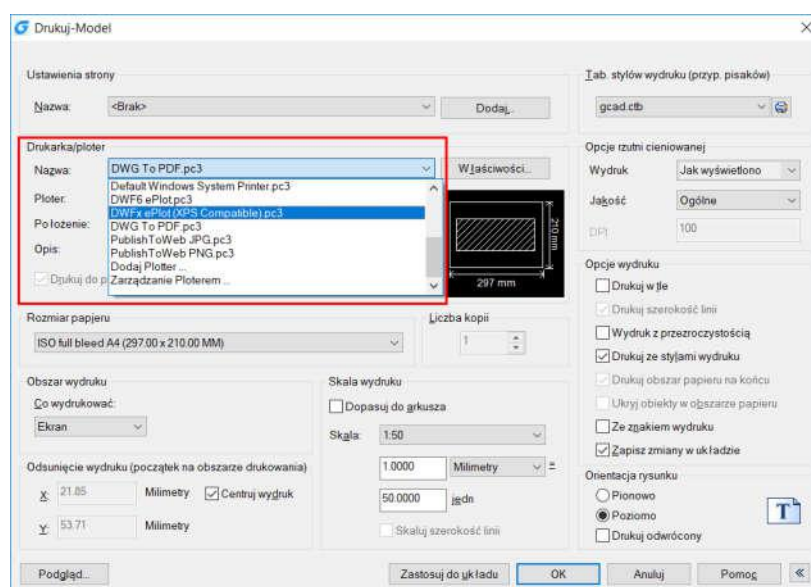 Drukuj-Model
Ustawienia strony
Nazwa: <Brak> Dodaj..
Tab. stylów wydruku (przyp. pisaków)
gcad.ctb
Drukarka/ploter
Nazwa: DWG To PDF.pc3 Właściwości...
Default Windows System Printer.pc3
DWF6 ePlot.pc3
DWFx ePlot (XPS Compatible).pc3
DWG To PDF.pc3
PublishToWeb JPG.pc3
PublishToWeb PNG.pc3
Dodaj Plotter ...
Zarządzanie Ploterem ...
Ploter:
Położenie:
Opis:
Drukuj do p
210 mm
297 mm
Opcje rzutni cieniowanej
Wydruk Jak wyświetlono
Jakość Ogólne
DPI 100
Rozmiar papieru
ISO full bleed A4 (297.00 x 210.00 MM)
Liczba kopii
1
Opcje wydruku
Drukuj w tle
Drukuj szerokość linii
Wydruk z przezroczystością
Drukuj ze stylami wydruku
Drukuj obszar papieru na końcu
Ukryj obiekty w obszarze papieru
Ze znakiem wydruku
Zapisz zmiany w układzie
Obszar wydruku
Co wydrukować:
Ekran
Skala wydruku
Dopasuj do arkusza
Skala: 1:50
1.0000 Milimetry =
50.0000 jedn
Skaluj szerokość linii
Odsunięcie wydruku (początek na obszarze drukowania)
X: 21.85 Milimetry Centruj wydruk
Y: 53.71 Milimetry
Orientacja rysunku
Pionowo
Poziomo
Drukuj odwrócony
T
Podgląd... Zastosuj do układu OK Anuluj Pomoc